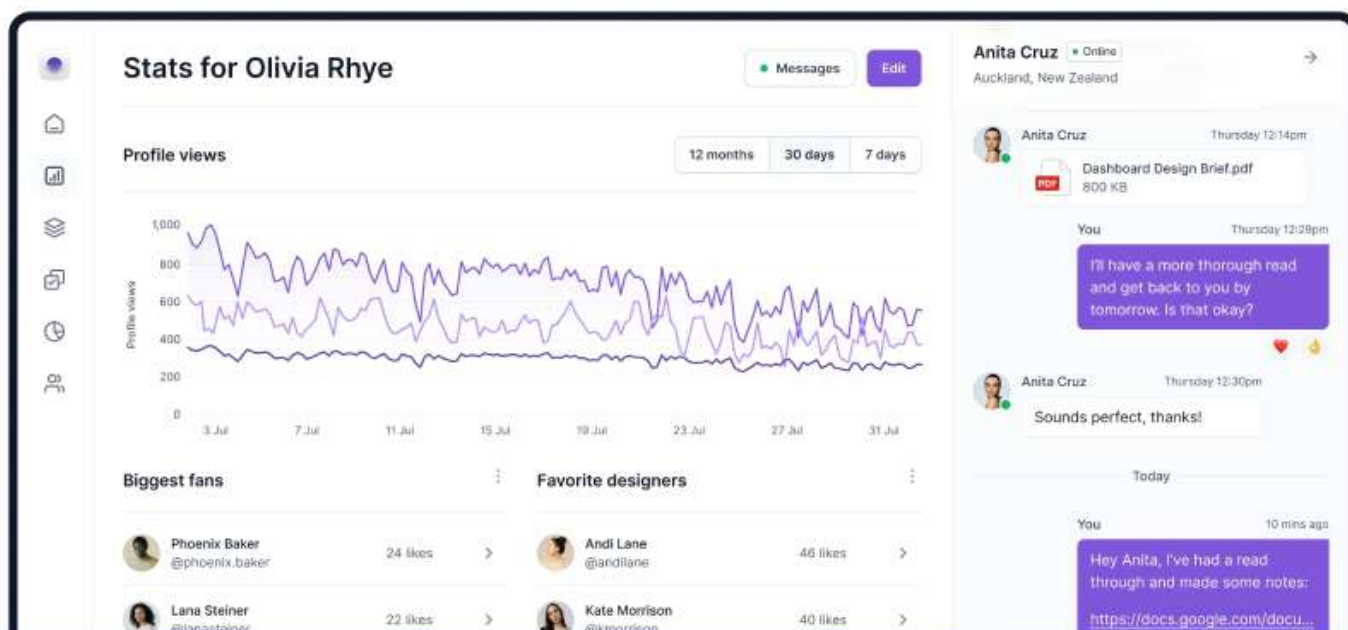 Stats for Olivia Rhye
Messages
Edit
Profile views
12 months
30 days
7 days
Profile views
1,000
800
600
400
200
0
3 Jul
7 Jul
11 Jul
15 Jul
19 Jul
23 Jul
27 Jul
31 Jul
Biggest fans
Phoenix Baker
@phoenix.baker
24 likes
Lana Steiner
@lanasteiner
22 likes
Favorite designers
Andi Lane
@andilane
46 likes
Kate Morrison
@kmorrison
40 likes
Anita Cruz
Online
Auckland, New Zealand
Anita Cruz
Thursday 12:14pm
PDF
Dashboard Design Brief.pdf
800 KB
You
Thursday 12:29pm
I'll have a more thorough read
and get back to you by
tomorrow. Is that okay?
Anita Cruz
Thursday 12:30pm
Sounds perfect, thanks!
Today
You
10 mins ago
Hey Anita, I've had a read
through and made some notes:
https://docs.google.com/docu...